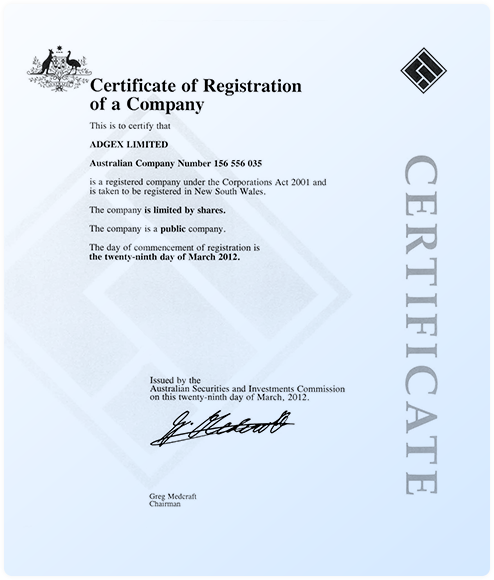 Certificate of Registration
of a Company
This is to certify that
ADGEX LIMITED
Australian Company Number 156 556 035
is a registered company under the Corporations Act 2001 and
is taken to be registered in New South Wales.
The company is limited by shares.
The company is a public company.
The day of commencement of registration is
the twenty-ninth day of March 2012.
Issued by the
Australian Securities and Investments Commission
on this twenty-ninth day of March, 2012.
Greg Medcraft
Chairman
CERTIFICATE